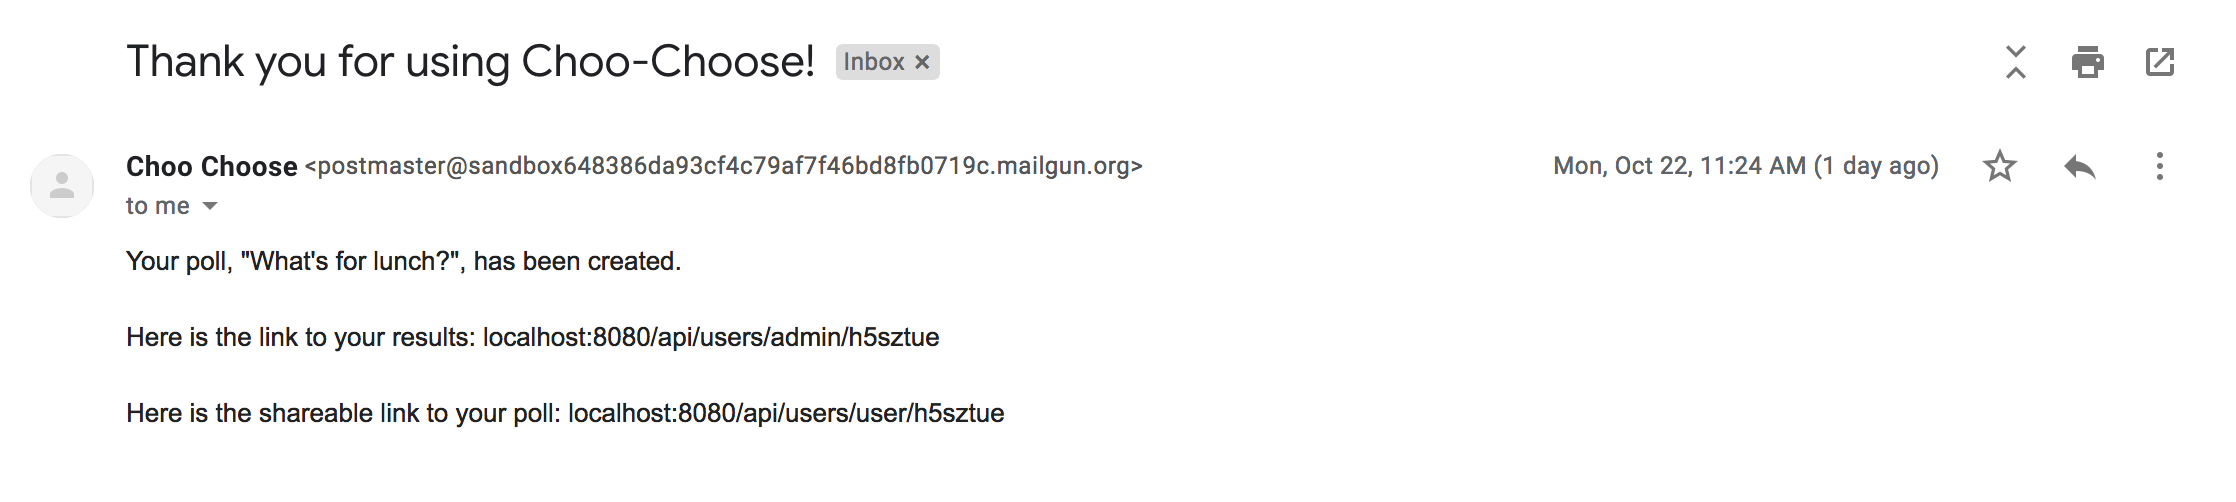 Thank you for using Choo-Choose! Inbox ×
Choo Choose <postmaster@sandbox648386da93cf4c79af7f46bd8fb0719c.mailgun.org> Mon, Oct 22, 11:24 AM (1 day ago)
to me
Your poll, "What's for lunch?", has been created.
Here is the link to your results: localhost:8080/api/users/admin/h5sztue
Here is the shareable link to your poll: localhost:8080/api/users/user/h5sztue